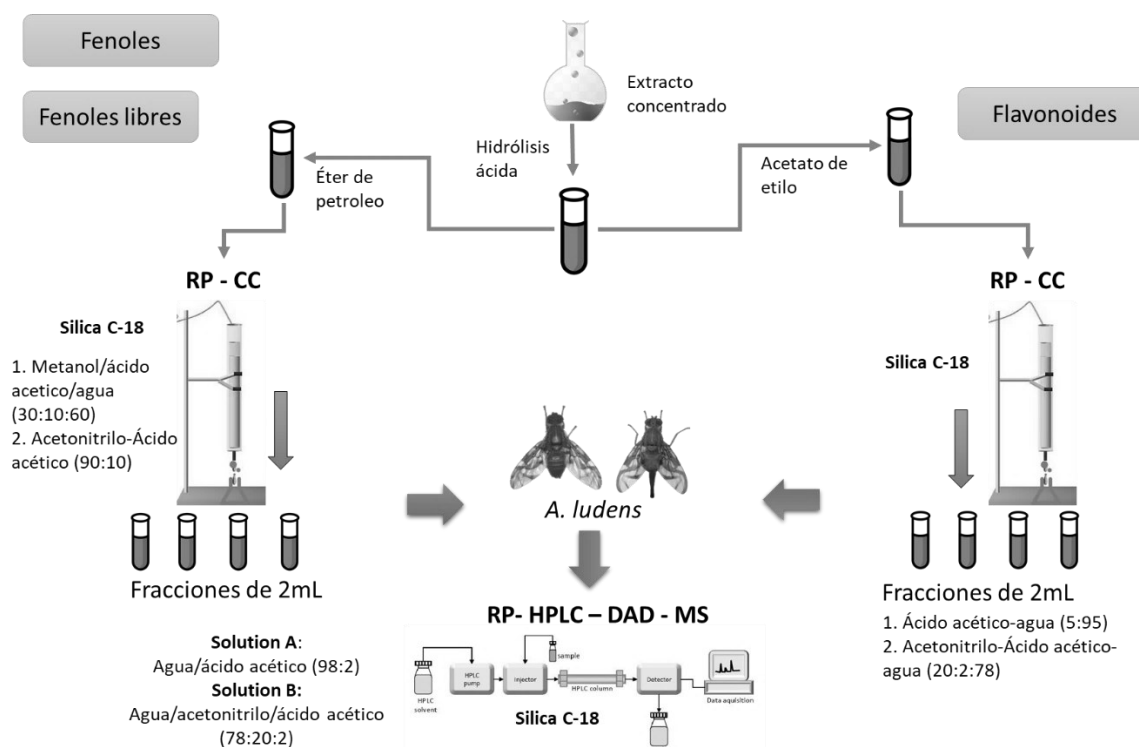 Fenoles
Fenoles libres
Extracto
concentrado
Flavonoides
Hidrólisis
ácida
Éter de
petroleo
Acetato de
etilo
RP - CC
Silica C-18
1. Metanol/ácido
acetico/agua
(30:10:60)
2. Acetonitrilo-Ácido
acético (90:10)
Fracciones de 2mL
RP - CC
Silica C-18
Fracciones de 2mL
1. Ácido acético-agua (5:95)
2. Acetonitrilo-Ácido acético-
agua (20:2:78)
A. ludens
RP- HPLC – DAD - MS
Solution A:
Agua/ácido acético (98:2)
Solution B:
Agua/acetonitrilo/ácido acético
(78:20:2)
HPLC
solvent
HPLC
pump
Injector
sample
HPLC column
Detector
Data aquisition
Silica C-18